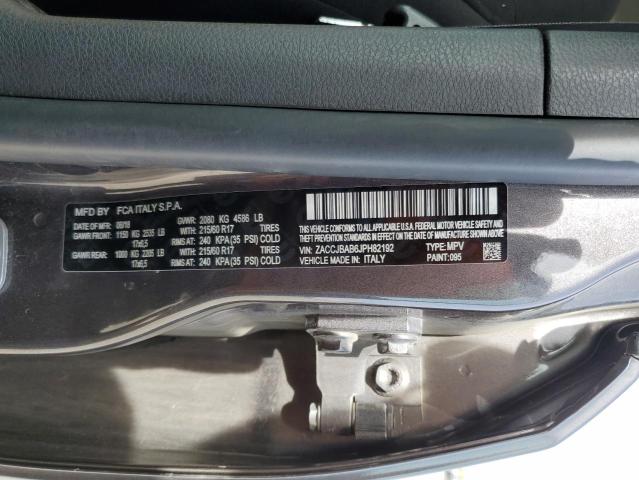 MFD BY FCA ITALY S.P.A.
DATE OF MFR 06/18 GVWR: 2080 KG 4586 LB
GAWR FRONT: 1150 KG 2535 LB 215/60 R17 TIRES
17x6.5 RIMS AT: 240 KPA(35 PSI) COLD
GAWR REAR: 1000 KG 2205 LB 215/60 R17 TIRES
17x6.5 RIMS AT: 240 KPA(35 PSI) COLD
THIS VEHICLE CONFORMS TO ALL APPLICABLE U.S.A. FEDERAL MOTOR
VEHICLE SAFETY, BUMPER, AND THEFT PREVENTION STANDARDS IN
EFFECT ON THE DATE OF MANUFACTURE SHOWN ABOVE
VIN: ZACCJBAB6JPH82192 TYPE: MPV
VEHICLE MADE IN: ITALY PAINT: 095